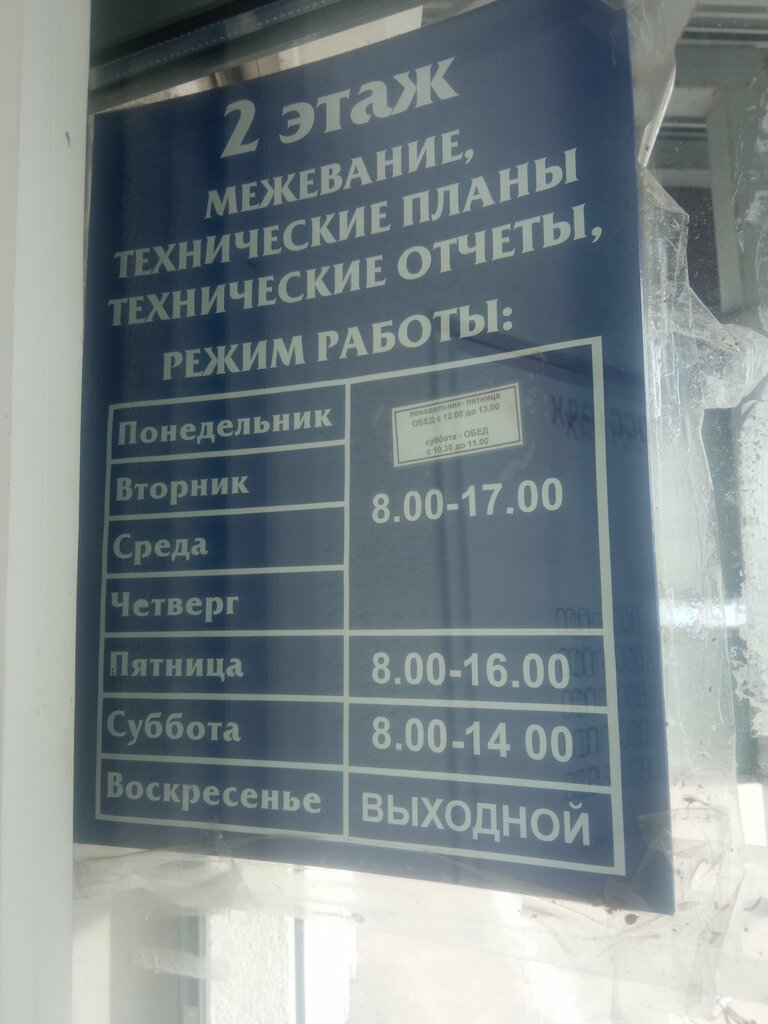 2 этаж
МЕЖЕВАНИЕ,
ТЕХНИЧЕСКИЕ ПЛАНЫ
ТЕХНИЧЕСКИЕ ОТЧЕТЫ,
РЕЖИМ РАБОТЫ:
Понедельник
понедельник- пятница
ОБЕД с 12.00 до 13.00
суббота - ОБЕД
с 10:30 до 11.00
Вторник
8.00-17.00
Среда
Четверг
Пятница 8.00-16.00
Суббота 8.00-14 00
Воскресенье ВЫХОДНОЙ